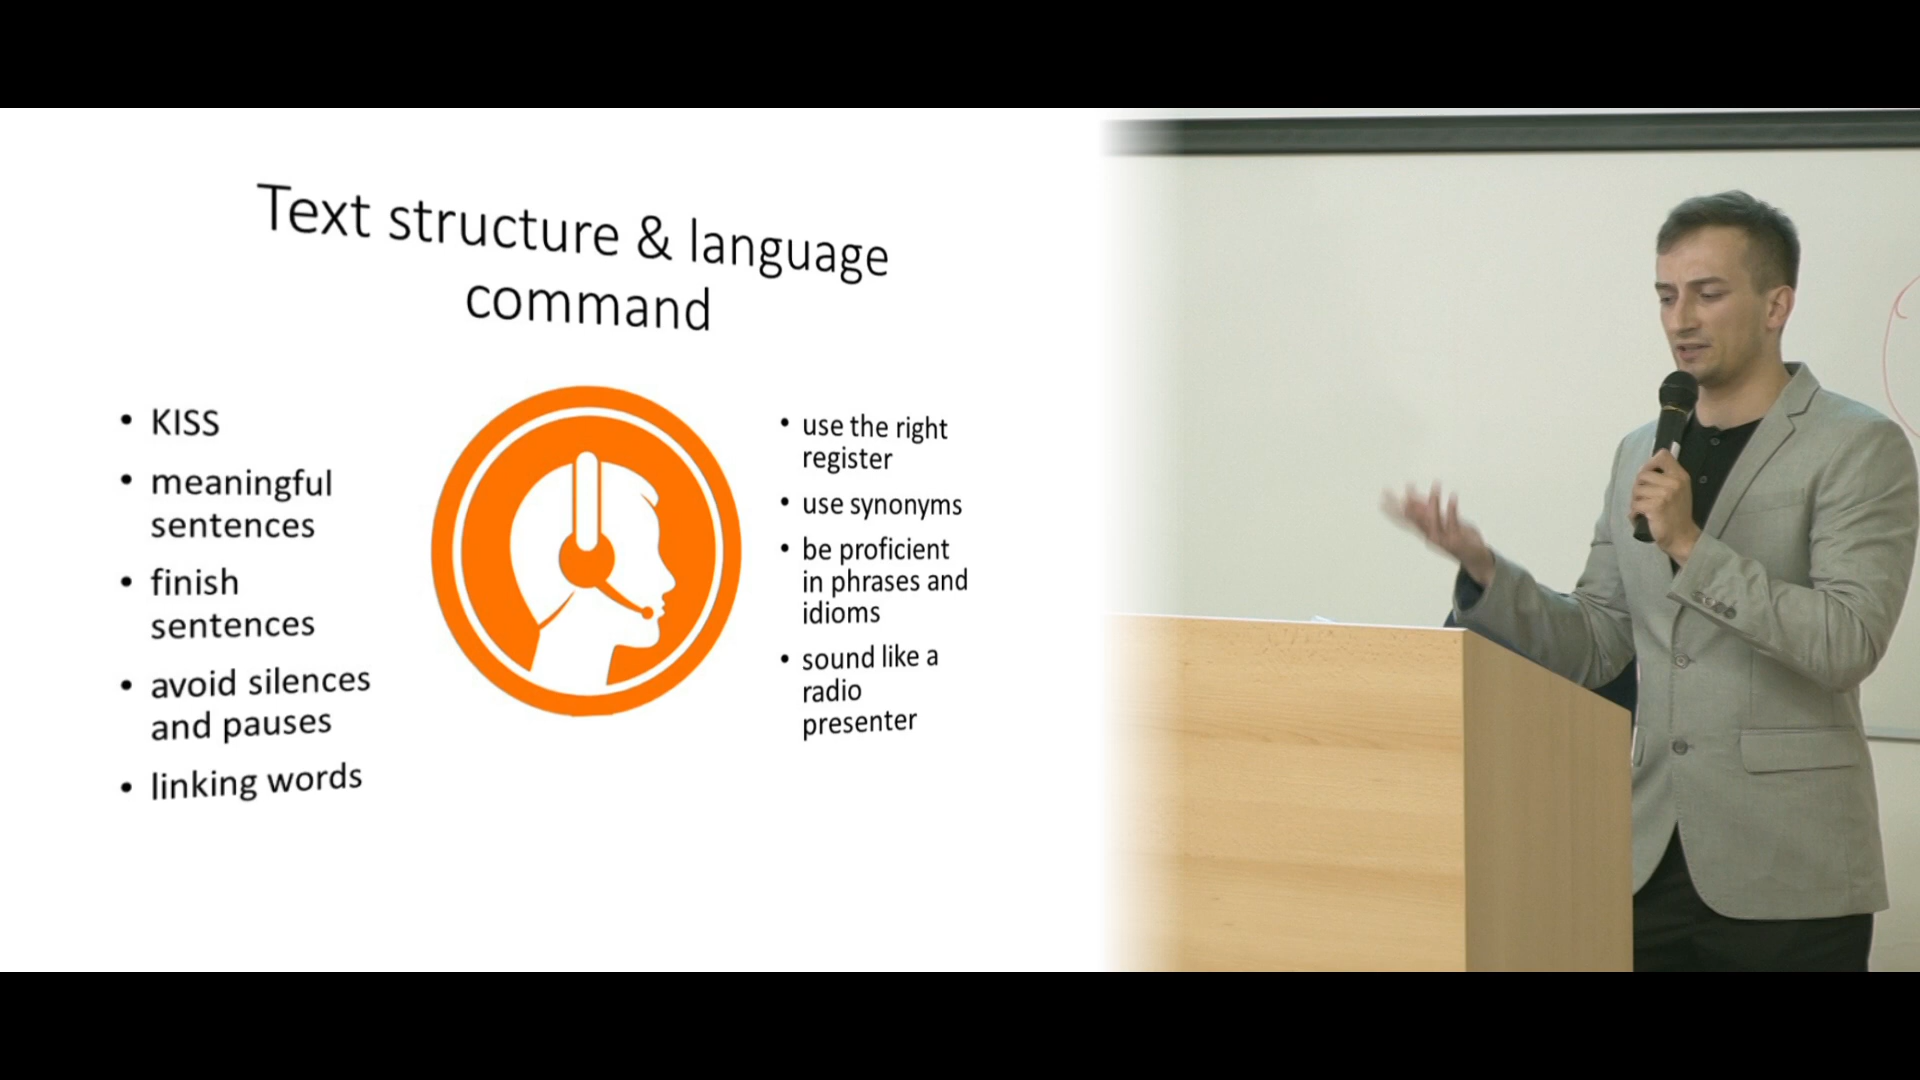 Text structure & language
command
• KISS
• meaningful
sentences
• finish
sentences
• avoid silences
and pauses
• linking words
• use the right
register
• use synonyms
• be proficient
in phrases and
idioms
• sound like a
radio
presenter